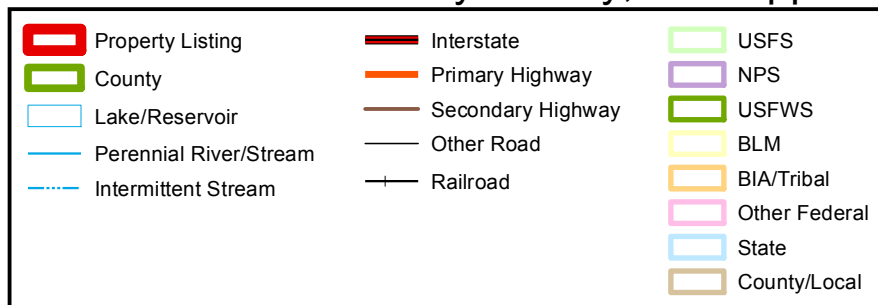 Property Listing
County
Lake/Reservoir
Perennial River/Stream
Intermittent Stream
Interstate
Primary Highway
Secondary Highway
Other Road
Railroad
USFS
NPS
USFWS
BLM
BIA/Tribal
Other Federal
State
County/Local